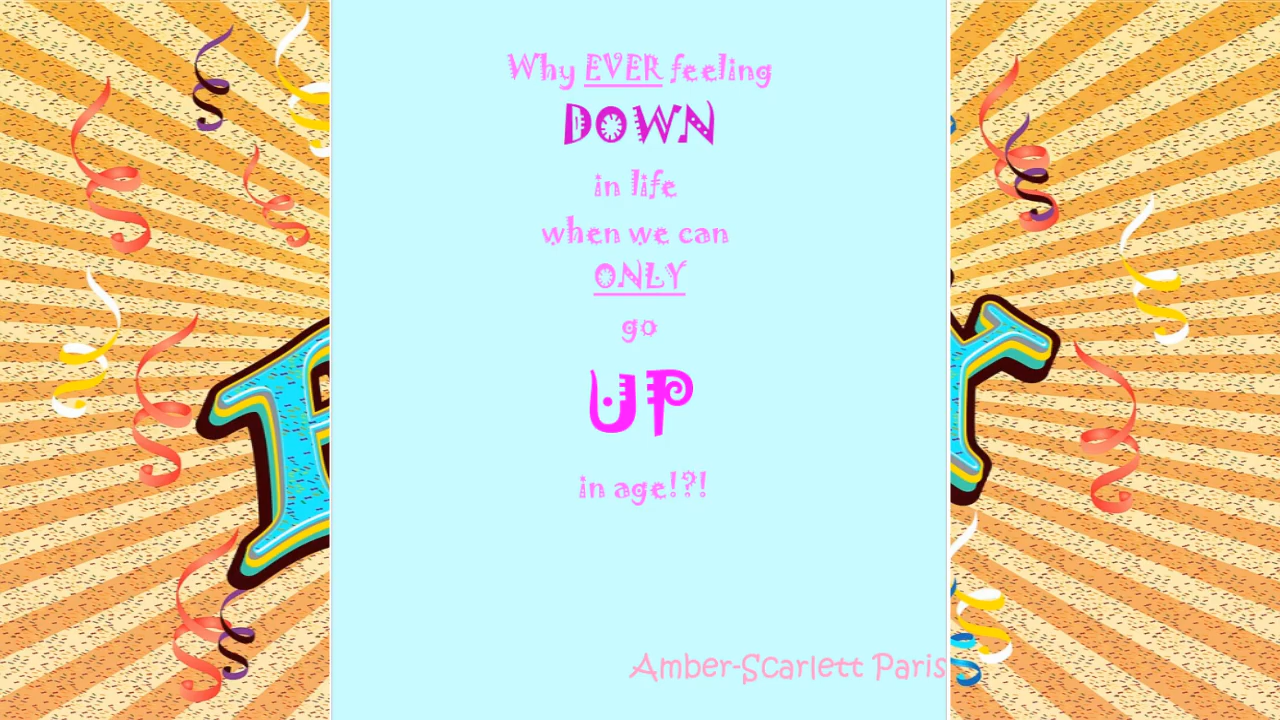 Why EVER feeling
DOWN
in life
when we can
ONLY
go
UP
in age!?!
Amber-Scarlett Paris